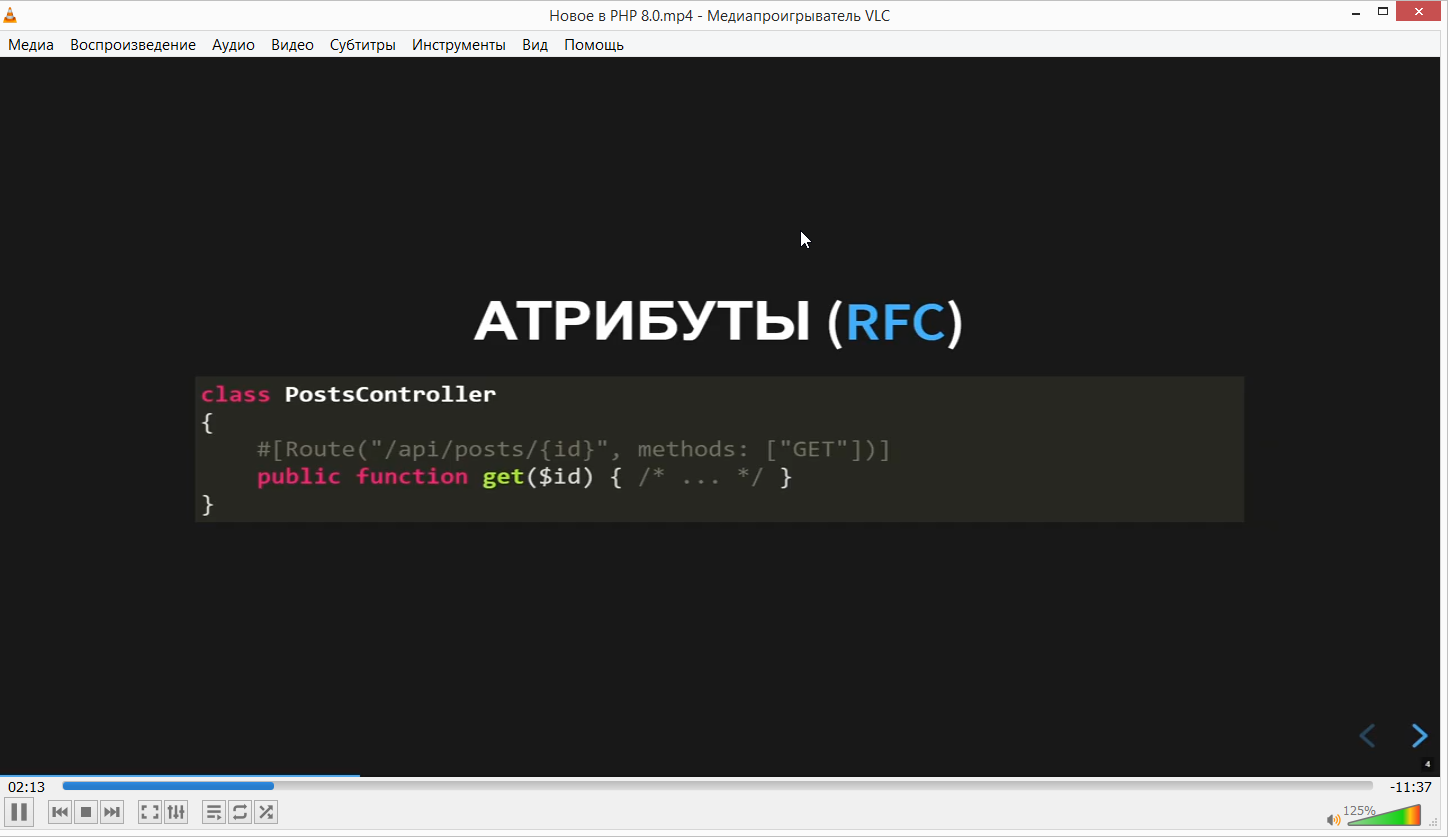 Новое в PHP 8.0.mp4 - Медиапроигрыватель VLC
Медиа Воспроизведение Аудио Видео Субтитры Инструменты Вид Помощь
АТРИБУТЫ (RFC)
class PostsController
{
    #[Route("/api/posts/{id}", methods: ["GET"])]
    public function get($id) { /* ... */ }
}
4
02:13 -11:37
125%